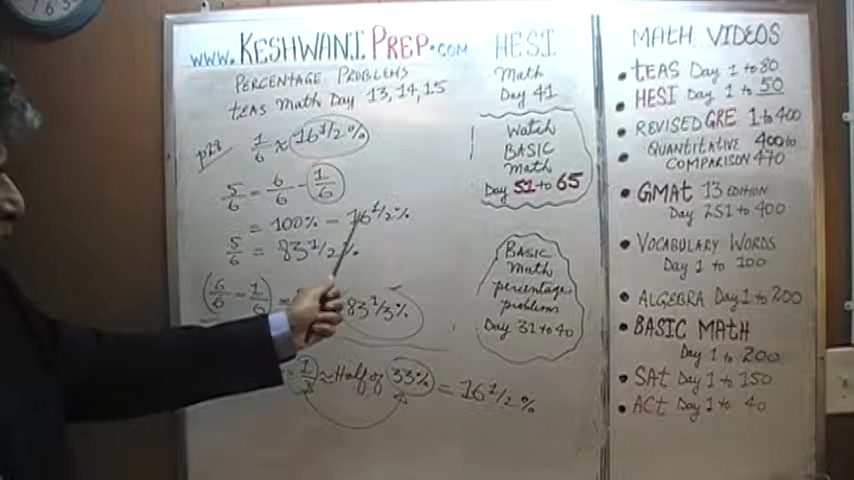 www.KESHWANIPREP.com
PERCENTAGE PROBLEMS
TEAS Math Day 13, 14, 15
p28
1/6 ≈ 16 1/2 %
5/6 = 6/6 - 1/6
= 100% - 16 1/2 %
5/6 = 83 1/2 %
(6/6 - 1/6) =
83 1/3 %
= 1/3 ≈ Half of 33% = 16 1/2 %
HESI
Math
Day 41
Watch
BASIC
Math
Day 51 to 65
BASIC
Math
percentage
problems
Day 31 to 40
MATH VIDEOS
• TEAS Day 1 to 80
• HESI Day 1 to 50
• REVISED GRE 1 to 400
• QUANTITATIVE 400 to
COMPARISON 470
• GMAT 13 EDITION
Day 251 to 400
• VOCABULARY WORDS
Day 1 to 100
• ALGEBRA Day 1 to 200
• BASIC MATH
Day 1 to 200
• SAT Day 1 to 150
• ACT Day 1 to 40